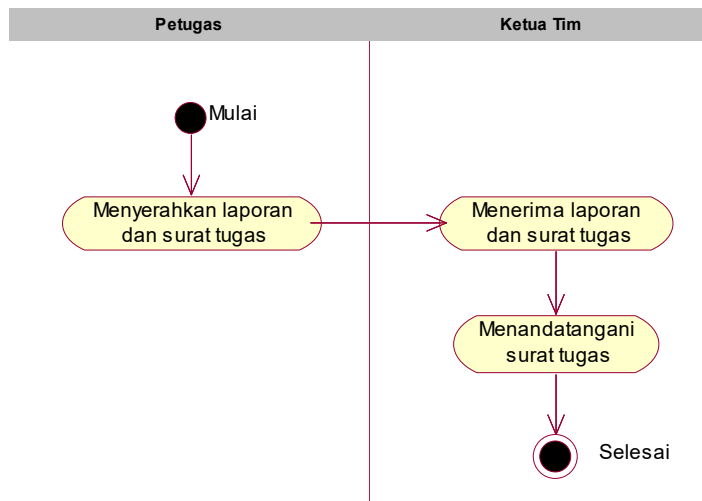 Petugas
Ketua Tim
Mulai
Menyerahkan laporan
dan surat tugas
Menerima laporan
dan surat tugas
Menandatangani
surat tugas
Selesai